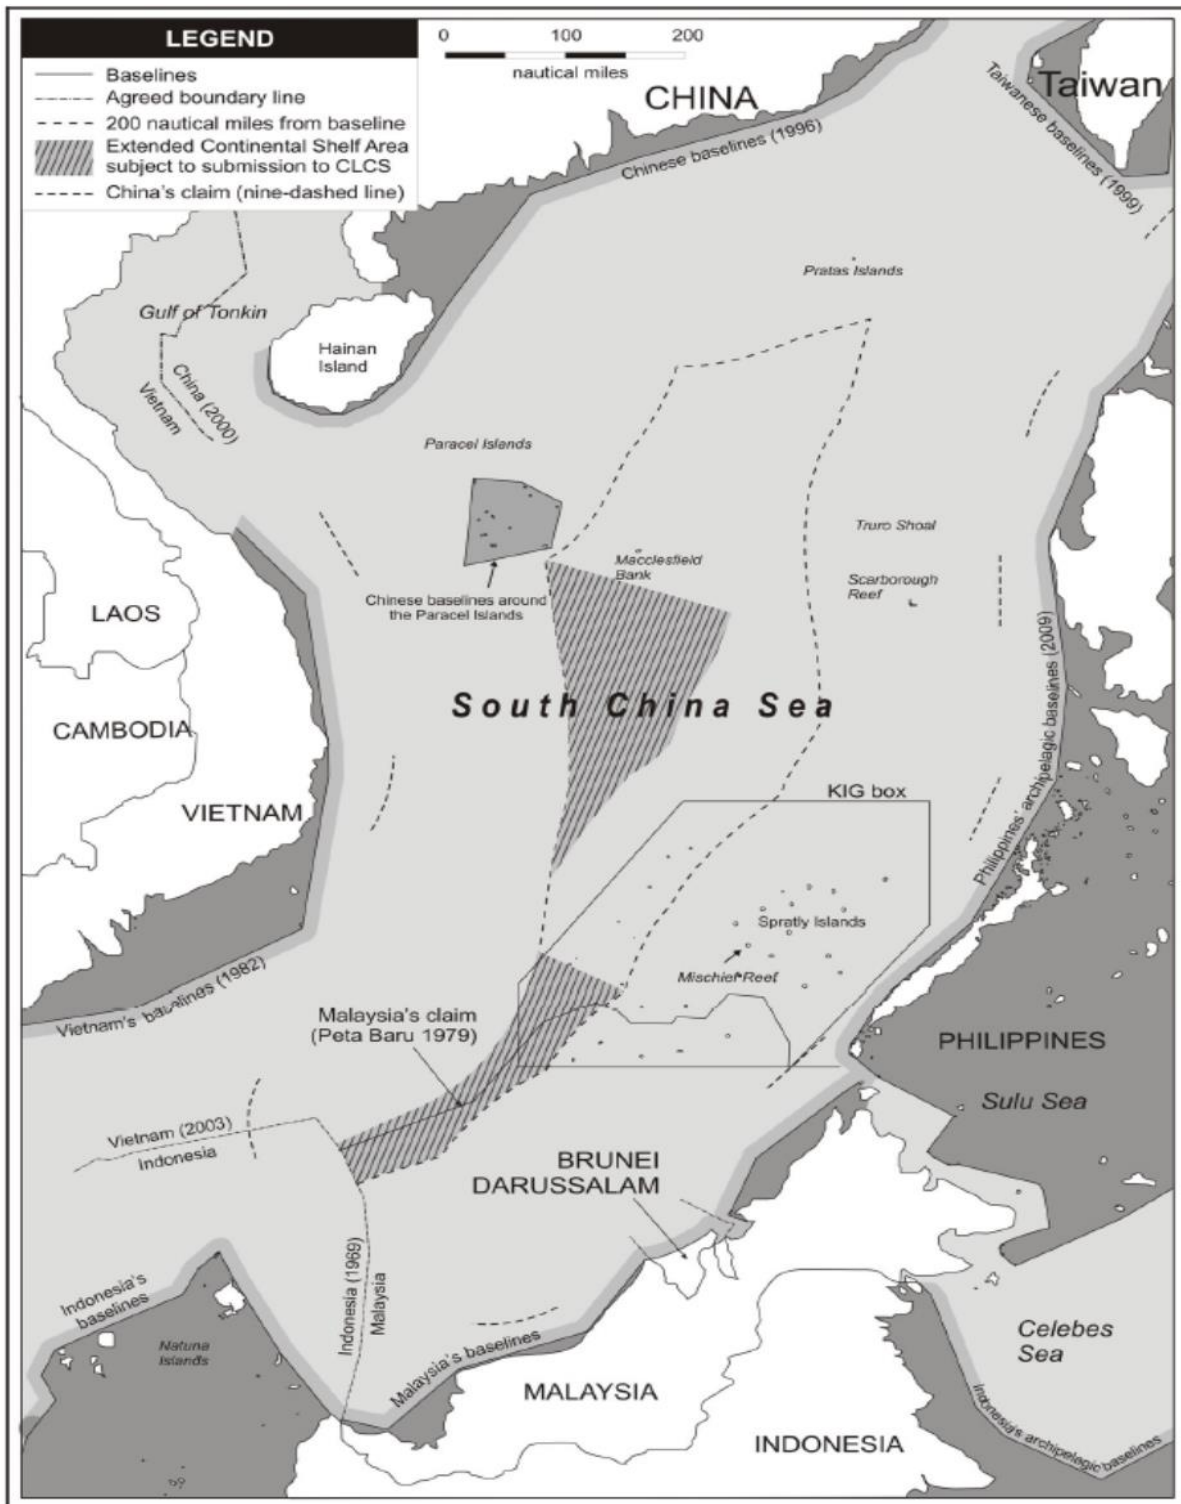 LEGEND
Baselines
Agreed boundary line
200 nautical miles from baseline
Extended Continental Shelf Area
subject to submission to CLCS
China's claim (nine-dashed line)
0 100 200
nautical miles
CHINA
Taiwan
Taiwanese baselines (1999)
Chinese baselines (1996)
Pratas Islands
Gulf of Tonkin
Hainan
Island
China (2000)
Vietnam
Paracel Islands
Truro Shoal
Macclesfield
Bank
Scarborough
Reef
Chinese baselines around
the Paracel Islands
LAOS
South China Sea
CAMBODIA
VIETNAM
KIG box
Philippines' archipelagic baselines (2009)
Spratly Islands
Mischief Reef
Vietnam's baselines (1982)
Malaysia's claim
(Peta Baru 1979)
PHILIPPINES
Sulu Sea
Vietnam (2003)
Indonesia
BRUNEI
DARUSSALAM
Indonesia (1969)
Malaysia
Indonesia's
baselines
Natuna
Islands
Malaysia's baselines
Celebes
Sea
MALAYSIA
INDONESIA
Indonesia's archipelagic baselines